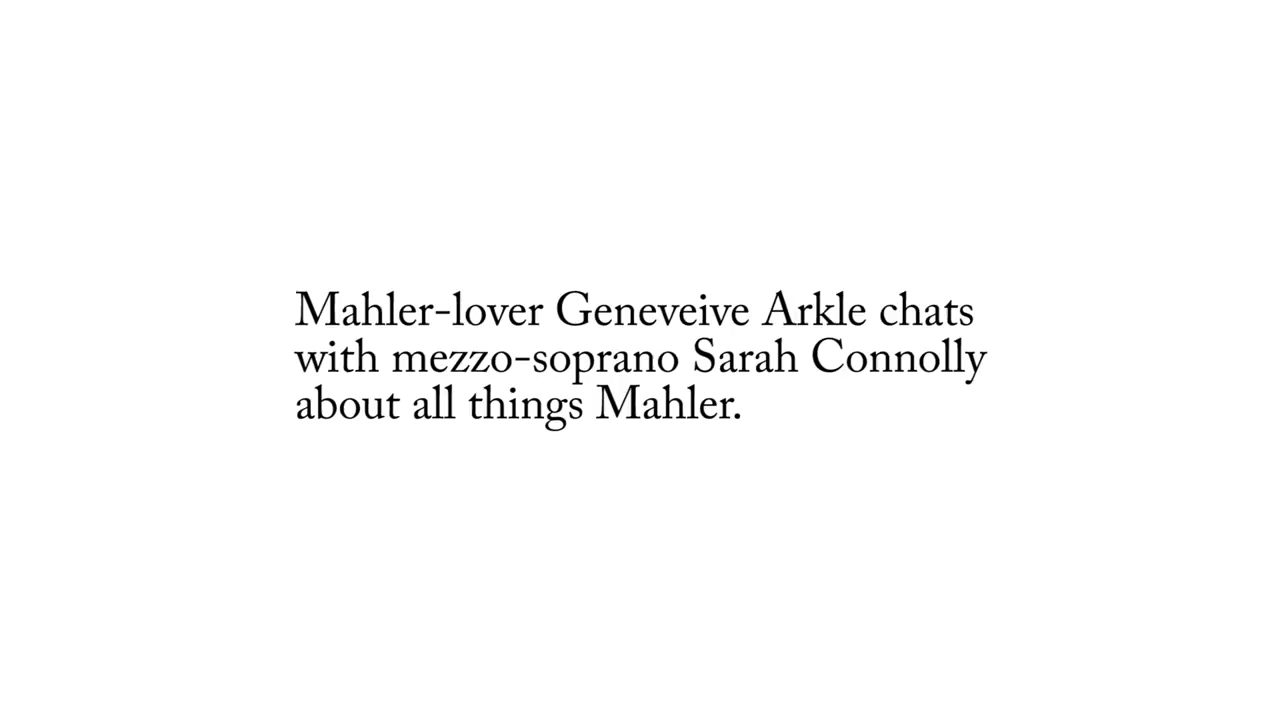 Mahler-lover Geneveive Arkle chats
with mezzo-soprano Sarah Connolly
about all things Mahler.